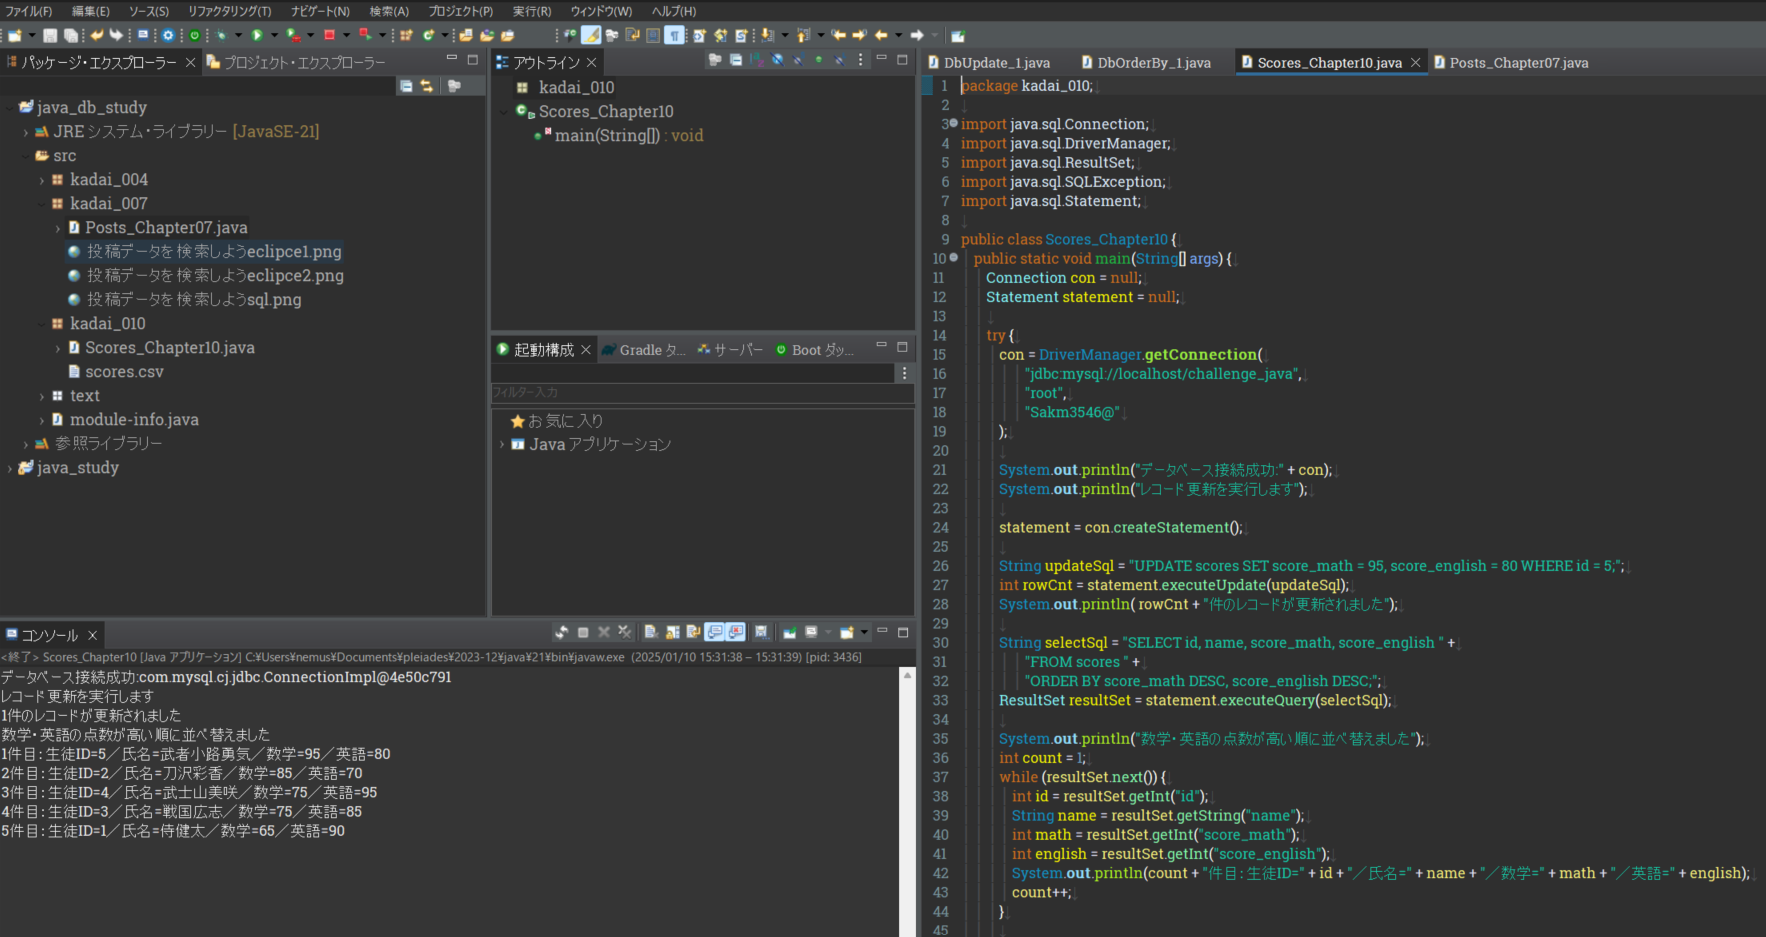 ファイル(F) 編集(E) ソース(S) リファクタリング(T) ナビゲート(N) 検索(A) プロジェクト(P) 実行(R) ウィンドウ(W) ヘルプ(H)
パッケージ・エクスプローラー
プロジェクト・エクスプローラー
java_db_study
JRE システム・ライブラリー [JavaSE-21]
src
kadai_004
kadai_007
Posts_Chapter07.java
投稿データを検索しようeclipce1.png
投稿データを検索しようeclipce2.png
投稿データを検索しようsql.png
kadai_010
Scores_Chapter10.java
scores.csv
text
module-info.java
参照ライブラリー
java_study
アウトライン
kadai_010
Scores_Chapter10
main(String[]) : void
起動構成
Gradle タ...
サーバー
Boot ダッ...
フィルター入力
お気に入り
Java アプリケーション
DbUpdate_1.java
DbOrderBy_1.java
Scores_Chapter10.java
Posts_Chapter07.java
1 package kadai_010;
2
3 import java.sql.Connection;
4 import java.sql.DriverManager;
5 import java.sql.ResultSet;
6 import java.sql.SQLException;
7 import java.sql.Statement;
8
9 public class Scores_Chapter10 {
10 public static void main(String[] args) {
11 Connection con = null;
12 Statement statement = null;
13
14 try {
15 con = DriverManager.getConnection(
16 "jdbc:mysql://localhost/challenge_java",
17 "root",
18 "Sakm3546@"
19 );
20
21 System.out.println("データベース接続成功:" + con);
22 System.out.println("レコード更新を実行します");
23
24 statement = con.createStatement();
25
26 String updateSql = "UPDATE scores SET score_math = 95, score_english = 80 WHERE id = 5;";
27 int rowCnt = statement.executeUpdate(updateSql);
28 System.out.println( rowCnt + "件のレコードが更新されました");
29
30 String selectSql = "SELECT id, name, score_math, score_english " +
31 "FROM scores " +
32 "ORDER BY score_math DESC, score_english DESC;";
33 ResultSet resultSet = statement.executeQuery(selectSql);
34
35 System.out.println("数学・英語の点数が高い順に並べ替えました");
36 int count = 1;
37 while (resultSet.next()) {
38 int id = resultSet.getInt("id");
39 String name = resultSet.getString("name");
40 int math = resultSet.getInt("score_math");
41 int english = resultSet.getInt("score_english");
42 System.out.println(count + "件目：生徒ID=" + id + "／氏名=" + name + "／数学=" + math + "／英語=" + english);
43 count++;
44 }
45
コンソール
<終了> Scores_Chapter10 [Java アプリケーション] C:¥Users¥nemus¥Documents¥pleiades¥2023-12¥java¥21¥bin¥javaw.exe (2025/01/10 15:31:38 – 15:31:39) [pid: 3436]
データベース接続成功:com.mysql.cj.jdbc.ConnectionImpl@4e50c791
レコード更新を実行します
1件のレコードが更新されました
数学・英語の点数が高い順に並べ替えました
1件目：生徒ID=5／氏名=武者小路勇気／数学=95／英語=80
2件目：生徒ID=2／氏名=刀沢彩香／数学=85／英語=70
3件目：生徒ID=4／氏名=武士山美咲／数学=75／英語=95
4件目：生徒ID=3／氏名=戦国広志／数学=75／英語=85
5件目：生徒ID=1／氏名=侍健太／数学=65／英語=90